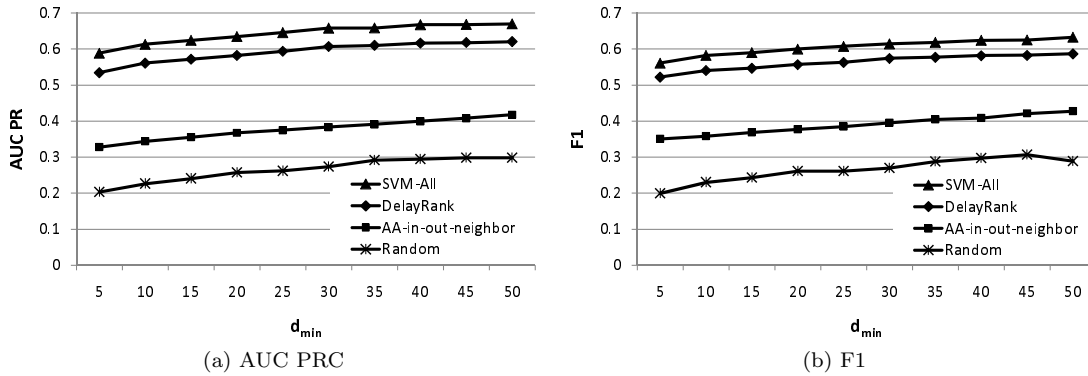 0.7
0.6
0.5
0.4
0.3
0.2
0.1
0
AUC PR
SVM-All
DelayRank
AA-in-out-neighbor
Random
5 10 15 20 25 30 35 40 45 50
dmin
(a) AUC PRC
0.7
0.6
0.5
0.4
0.3
0.2
0.1
0
F1
SVM-All
DelayRank
AA-in-out-neighbor
Random
5 10 15 20 25 30 35 40 45 50
dmin
(b) F1